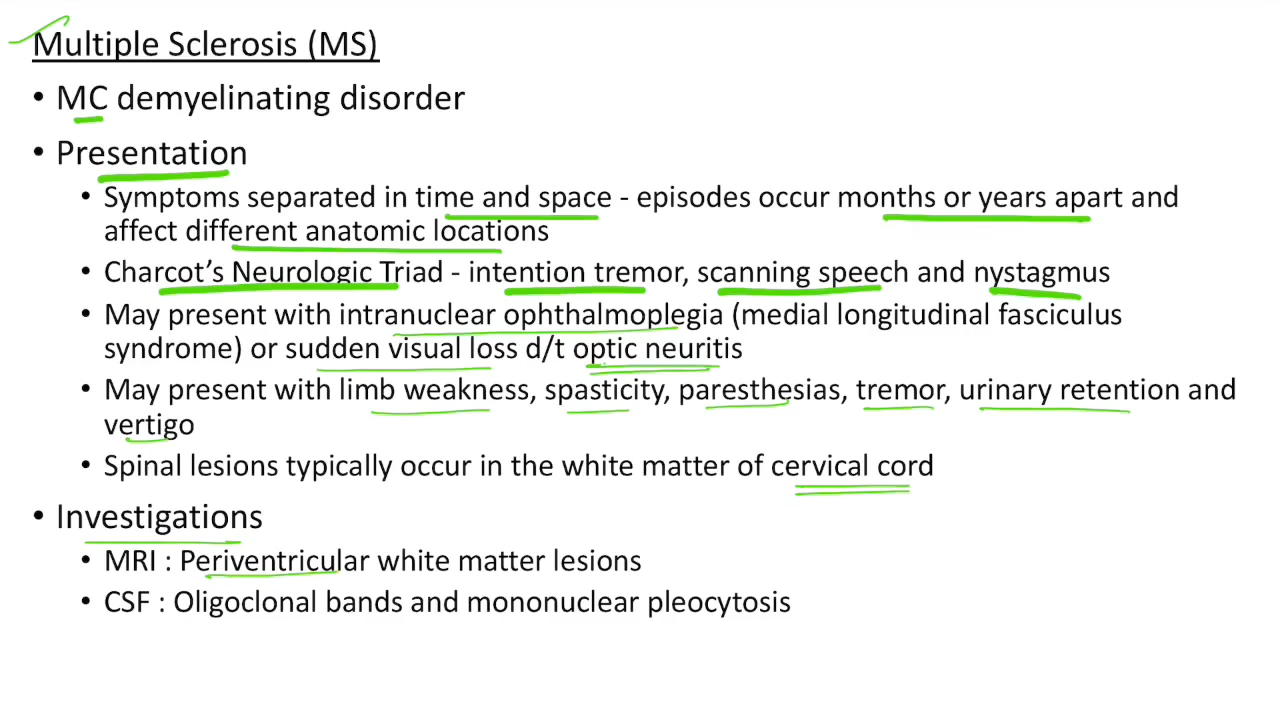 Multiple Sclerosis (MS)
• MC demyelinating disorder
• Presentation
• Symptoms separated in time and space - episodes occur months or years apart and
affect different anatomic locations
• Charcot's Neurologic Triad - intention tremor, scanning speech and nystagmus
• May present with intranuclear ophthalmoplegia (medial longitudinal fasciculus
syndrome) or sudden visual loss d/t optic neuritis
• May present with limb weakness, spasticity, paresthesias, tremor, urinary retention and
vertigo
• Spinal lesions typically occur in the white matter of cervical cord
• Investigations
• MRI : Periventricular white matter lesions
• CSF : Oligoclonal bands and mononuclear pleocytosis